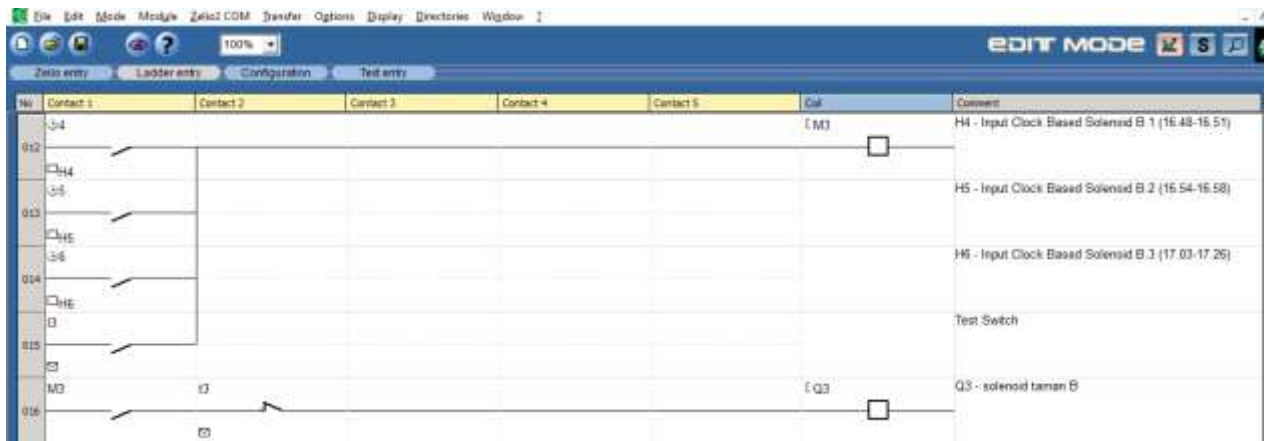 File Edit Mode Module Zelio2 COM Transfer Options Display Directories Window ?
100% EDIT MODE S
Zelio entry Ladder entry Configuration Text entry
No Contact 1 Contact 2 Contact 3 Contact 4 Contact 5 Coil Comment
012 4 [ M3 H4 - Input Clock Based Solenoid B 1 (16.48-16.51)
H4
013 H5 - Input Clock Based Solenoid B.2 (16.54-16.58)
H5
014 6 H6 - Input Clock Based Solenoid B.3 (17.03-17.26)
H6
015 Test Switch
016 M3 [ Q3 Q3 - solenoid taman B